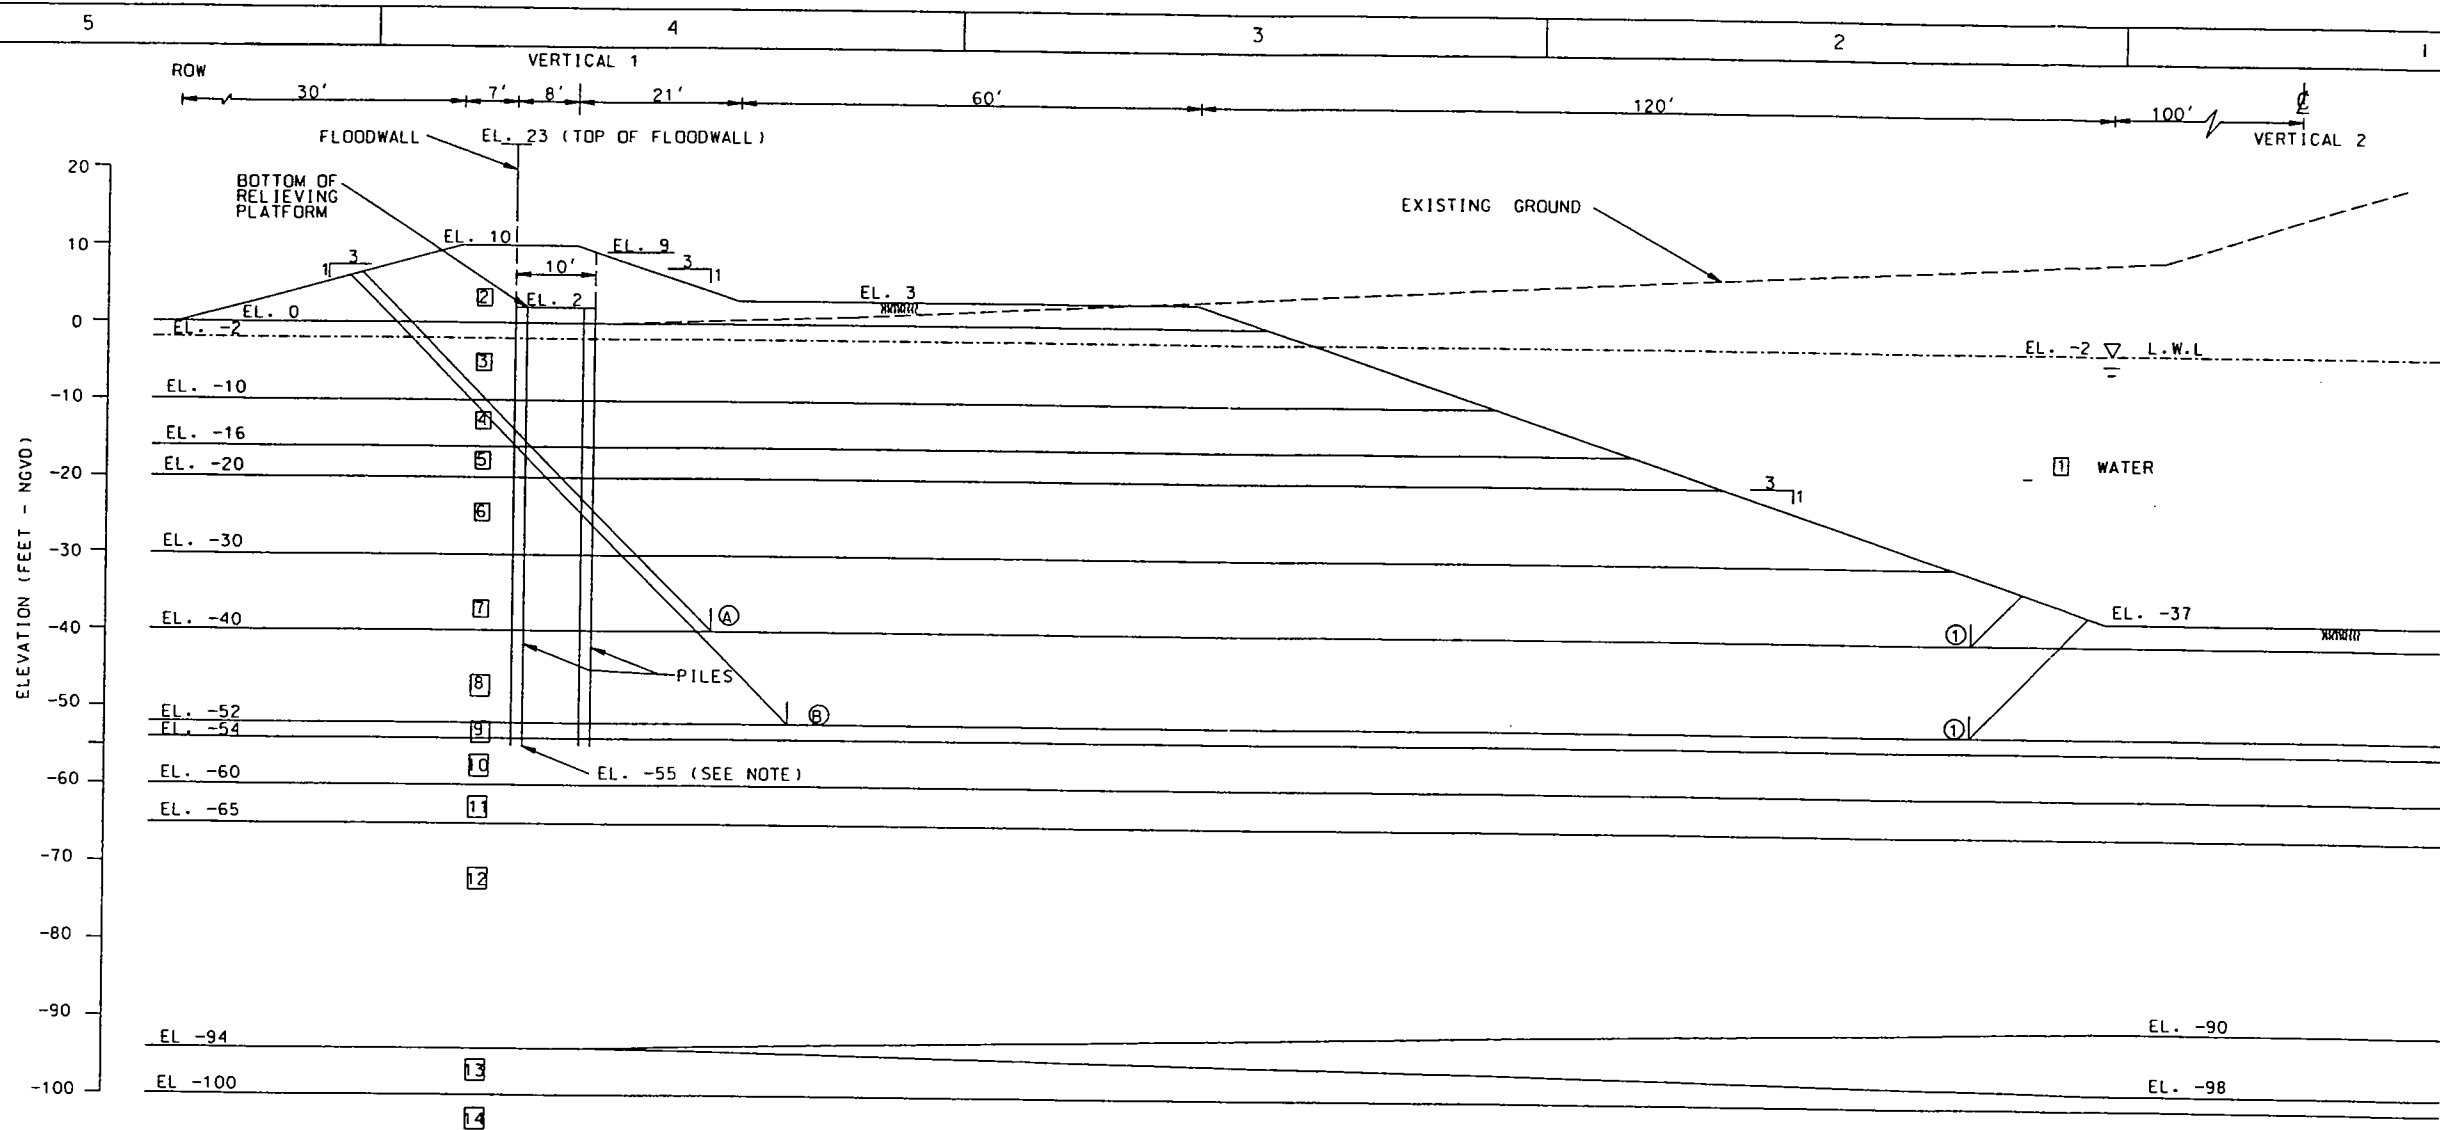 5 4 3 2 1
ROW
VERTICAL 1
30' 7' 8' 21' 60' 120' 100' ℄
VERTICAL 2
FLOODWALL
EL. 23 (TOP OF FLOODWALL)
20
BOTTOM OF
RELIEVING
PLATFORM
EXISTING GROUND
10
EL. 10
EL. 9
3
1
3
1
10'
2
EL. 2
EL. 3
0
EL. 0
EL. -2
EL. -2
L.W.L
3
-10
EL. -10
4
EL. -16
5
-20
EL. -20
1 WATER
3
1
6
-30
EL. -30
ELEVATION (FEET - NGVD)
7
A
-40
EL. -40
EL. -37
1
8
PILES
-50
EL. -52
B
EL. -54
9
1
10
-60
EL. -60
EL. -55 (SEE NOTE)
11
EL. -65
-70
12
-80
-90
EL -94
EL. -90
13
-100
EL -100
EL. -98
14